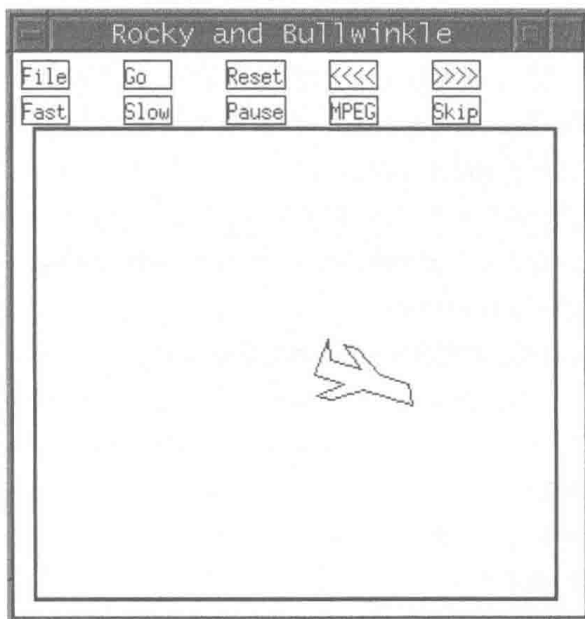 Rocky and Bullwinkle
File Go Reset <<<< >>>>
Fast Slow Pause MPEG Skip